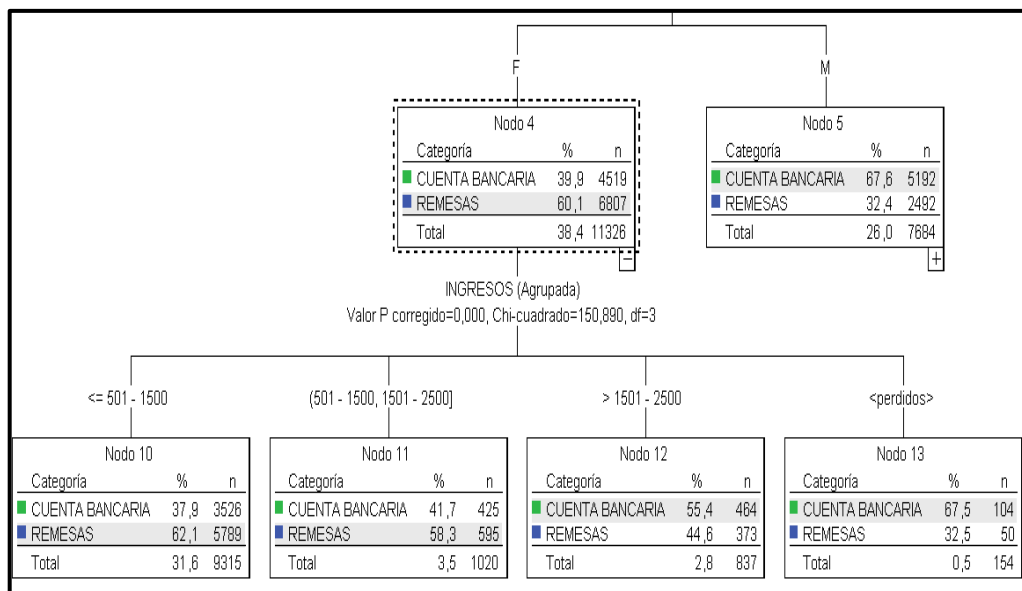 F
M
Nodo 4
Categoría % n
CUENTA BANCARIA 39,9 4519
REMESAS 60,1 6807
Total 38,4 11326
Nodo 5
Categoría % n
CUENTA BANCARIA 67,6 5192
REMESAS 32,4 2492
Total 26,0 7684
INGRESOS (Agrupada)
Valor P corregido=0,000, Chi-cuadrado=150,890, df=3
<= 501 - 1500
(501 - 1500, 1501 - 2500]
> 1501 - 2500
<perdidos>
Nodo 10
Categoría % n
CUENTA BANCARIA 37,9 3526
REMESAS 62,1 5789
Total 31,6 9315
Nodo 11
Categoría % n
CUENTA BANCARIA 41,7 425
REMESAS 58,3 595
Total 3,5 1020
Nodo 12
Categoría % n
CUENTA BANCARIA 55,4 464
REMESAS 44,6 373
Total 2,8 837
Nodo 13
Categoría % n
CUENTA BANCARIA 67,5 104
REMESAS 32,5 50
Total 0,5 154